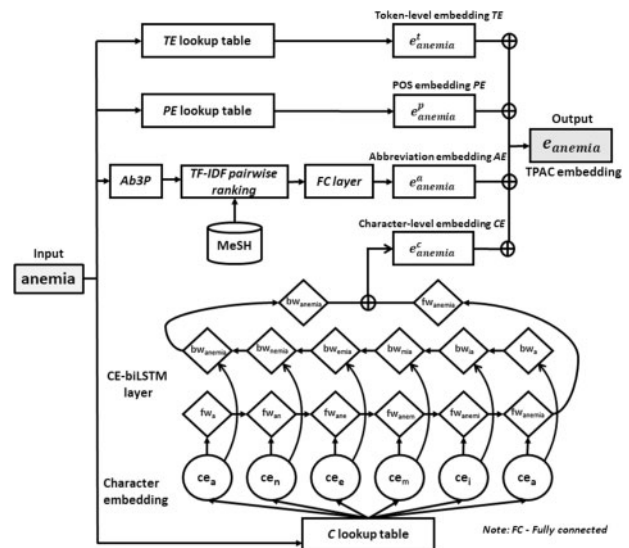 Token-level embedding TE
TE lookup table
e^t_anemia
POS embedding PE
PE lookup table
e^p_anemia
Output
e_anemia
TPAC embedding
Abbreviation embedding AE
Ab3P
TF-IDF pairwise
ranking
FC layer
e^a_anemia
MeSH
Character-level embedding CE
e^c_anemia
Input
anemia
bw_anemia
fw_anemia
bw_anemia
bw_nemia
bw_emia
bw_mia
bw_ia
bw_a
CE-biLSTM
layer
fw_a
fw_an
fw_ane
fw_anem
fw_anemi
fw_anemia
Character
embedding
ce_a
ce_n
ce_e
ce_m
ce_i
ce_a
C lookup table
Note: FC - Fully connected